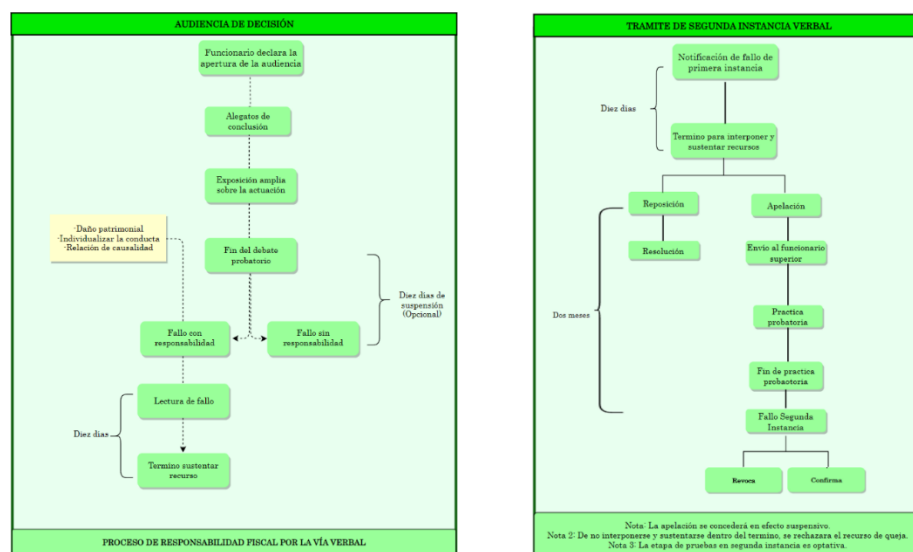 AUDIENCIA DE DECISIÓN
Funcionario declara la
apertura de la audiencia
Alegatos de
conclusión
Exposición amplia
sobre la actuación
·Daño patrimonial
·Individualizar la conducta
·Relación de causalidad
Fin del debate
probatorio
Diez días de
suspensión
(Opcional)
Fallo con
responsabilidad
Fallo sin
responsabilidad
Lectura de fallo
Diez días
Termino sustentar
recurso
PROCESO DE RESPONSABILIDAD FISCAL POR LA VÍA VERBAL
TRAMITE DE SEGUNDA INSTANCIA VERBAL
Notificación de fallo de
primera instancia
Diez días
Termino para interponer y
sustentar recursos
Reposición
Apelación
Resolución
Envío al funcionario
superior
Dos meses
Practica
probatoria
Fin de practica
probaotoria
Fallo Segunda
Instancia
Revoca
Confirma
Nota: La apelación se concederá en efecto suspensivo.
Nota 2: De no interponerse y sustentarse dentro del termino, se rechazara el recurso de queja.
Nota 3: La etapa de pruebas en segunda instancia es optativa.